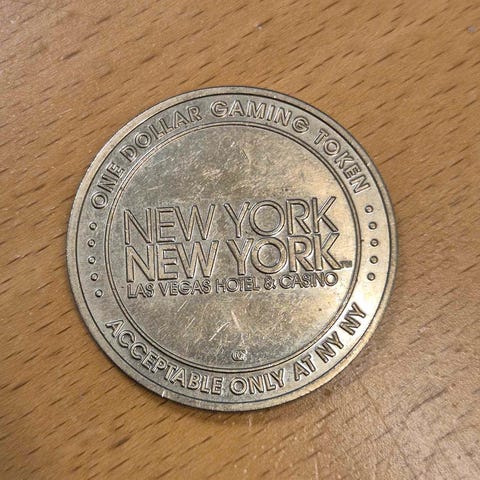 ONE DOLLAR GAMING TOKEN
NEW YORK
NEW YORK
LAS VEGAS HOTEL & CASINO
ACCEPTABLE ONLY AT NY NY